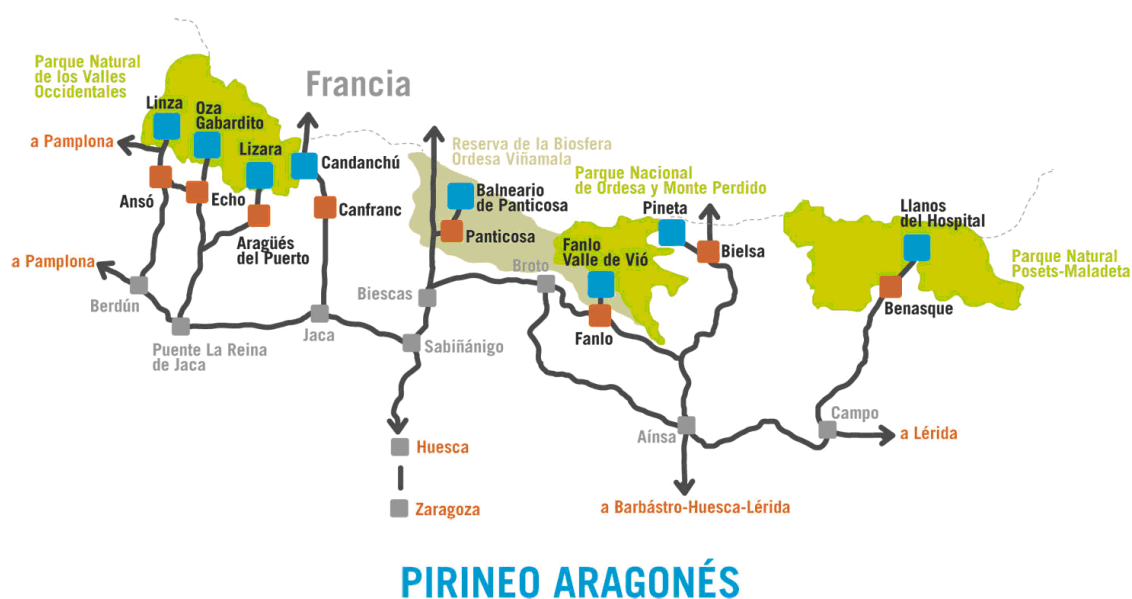 Parque Natural
de los Valles
Occidentales
Francia
Linza
Oza
Gabardito
a Pamplona
Lizara
Candanchú
Reserva de la Biosfera
Ordesa Viñamala
Parque Nacional
de Ordesa y Monte Perdido
Ansó
Echo
Canfranc
Balneario
de Panticosa
Pineta
Llanos
del Hospital
Aragüés
del Puerto
Panticosa
Fanlo
Valle de Vió
Bielsa
Parque Natural
Posets-Maladeta
a Pamplona
Berdún
Biescas
Broto
Benasque
Puente La Reina
de Jaca
Jaca
Sabiñánigo
Fanlo
Aínsa
Campo
a Lérida
Huesca
Zaragoza
a Barbástro-Huesca-Lérida
PIRINEO ARAGONÉS